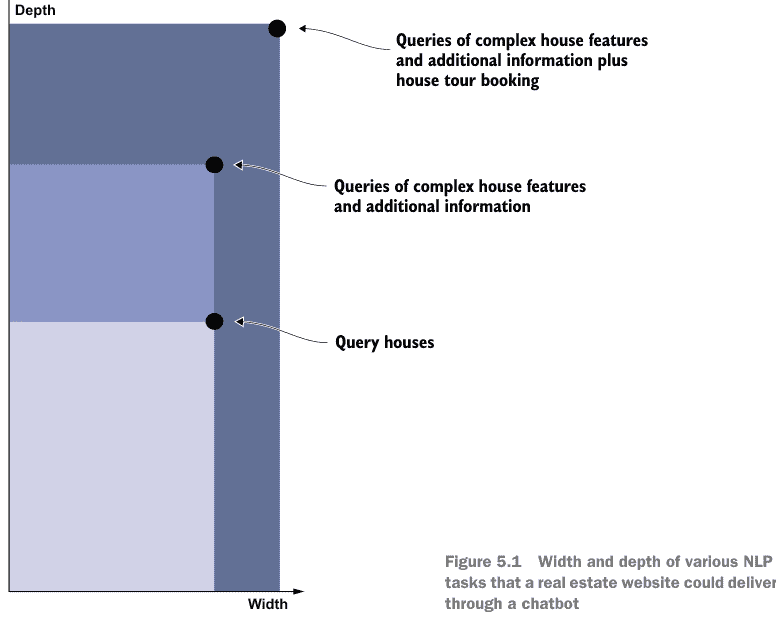 Depth
Queries of complex house features
and additional information plus
house tour booking
Queries of complex house features
and additional information
Query houses
Width
Figure 5.1 Width and depth of various NLP
tasks that a real estate website could deliver
through a chatbot